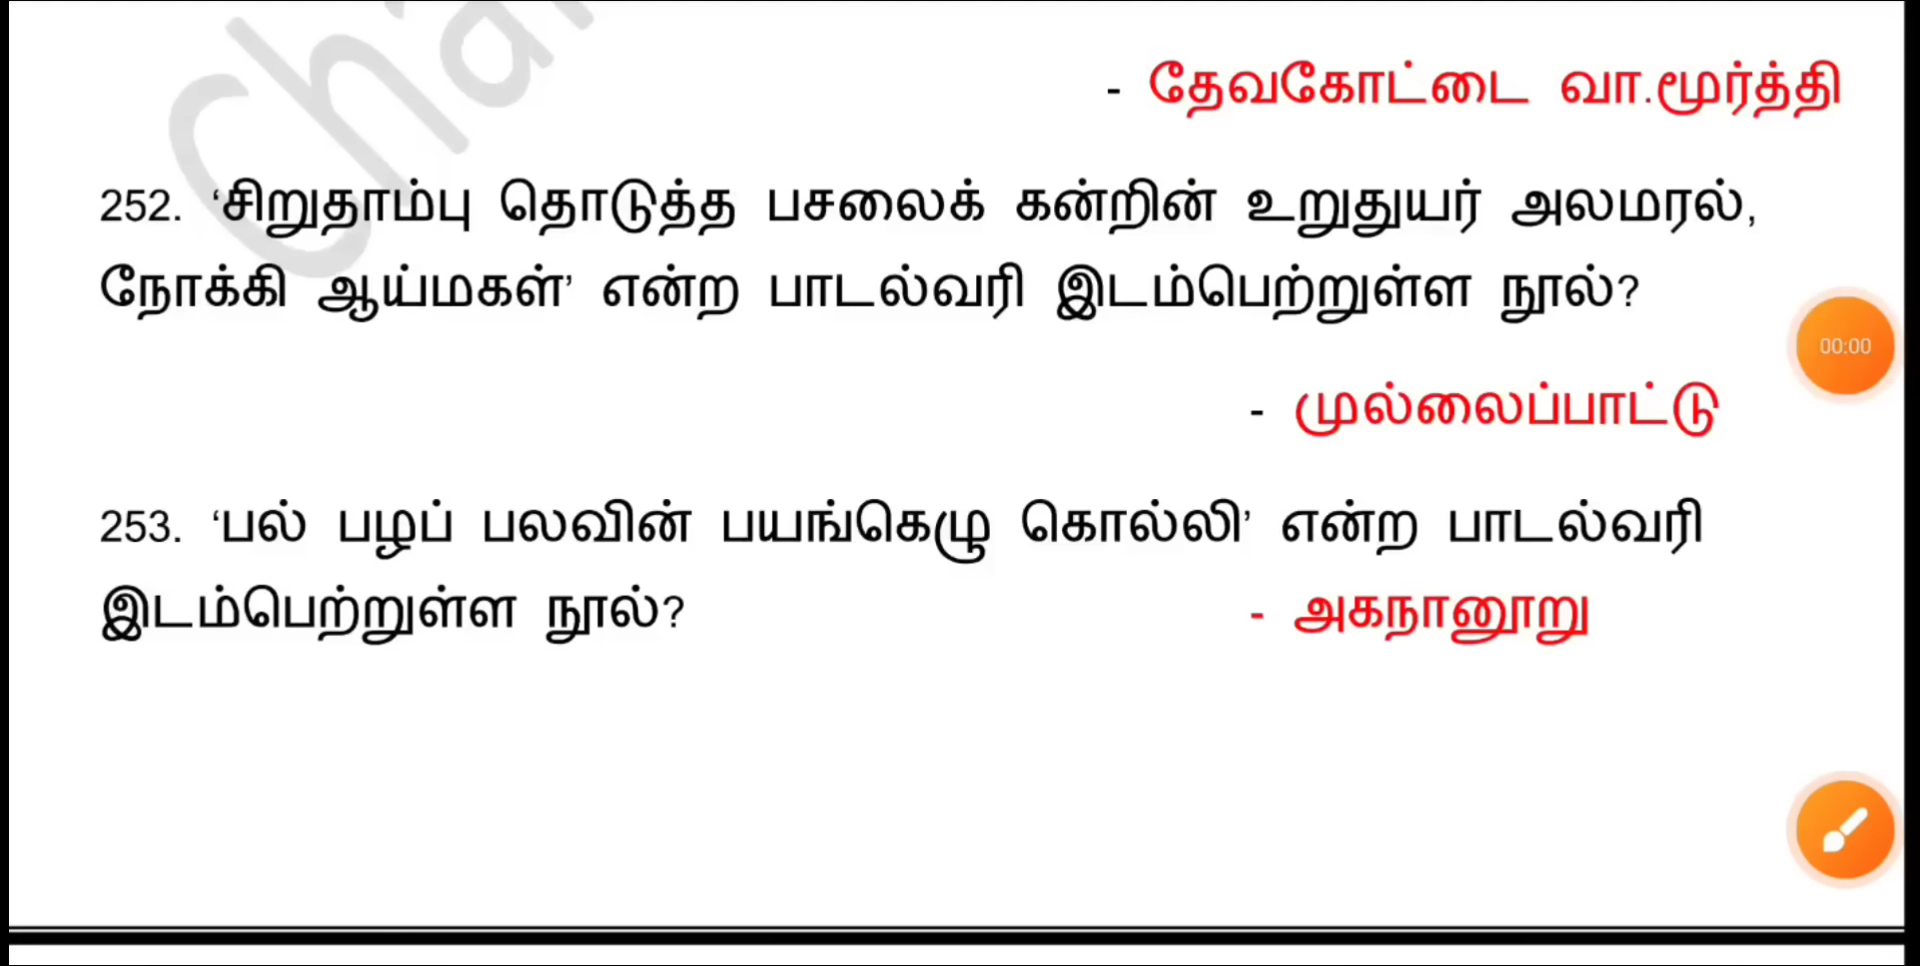 - தேவகோட்டை வா.மூர்த்தி
252. ‘சிறுதாம்பு தொடுத்த பசலைக் கன்றின் உறுதுயர் அலமரல்,
நோக்கி ஆய்மகள்’ என்ற பாடல்வரி இடம்பெற்றுள்ள நூல்?
00:00
- முல்லைப்பாட்டு
253. ‘பல் பழப் பலவின் பயங்கெழு கொல்லி’ என்ற பாடல்வரி
இடம்பெற்றுள்ள நூல்? - அகநானூறு